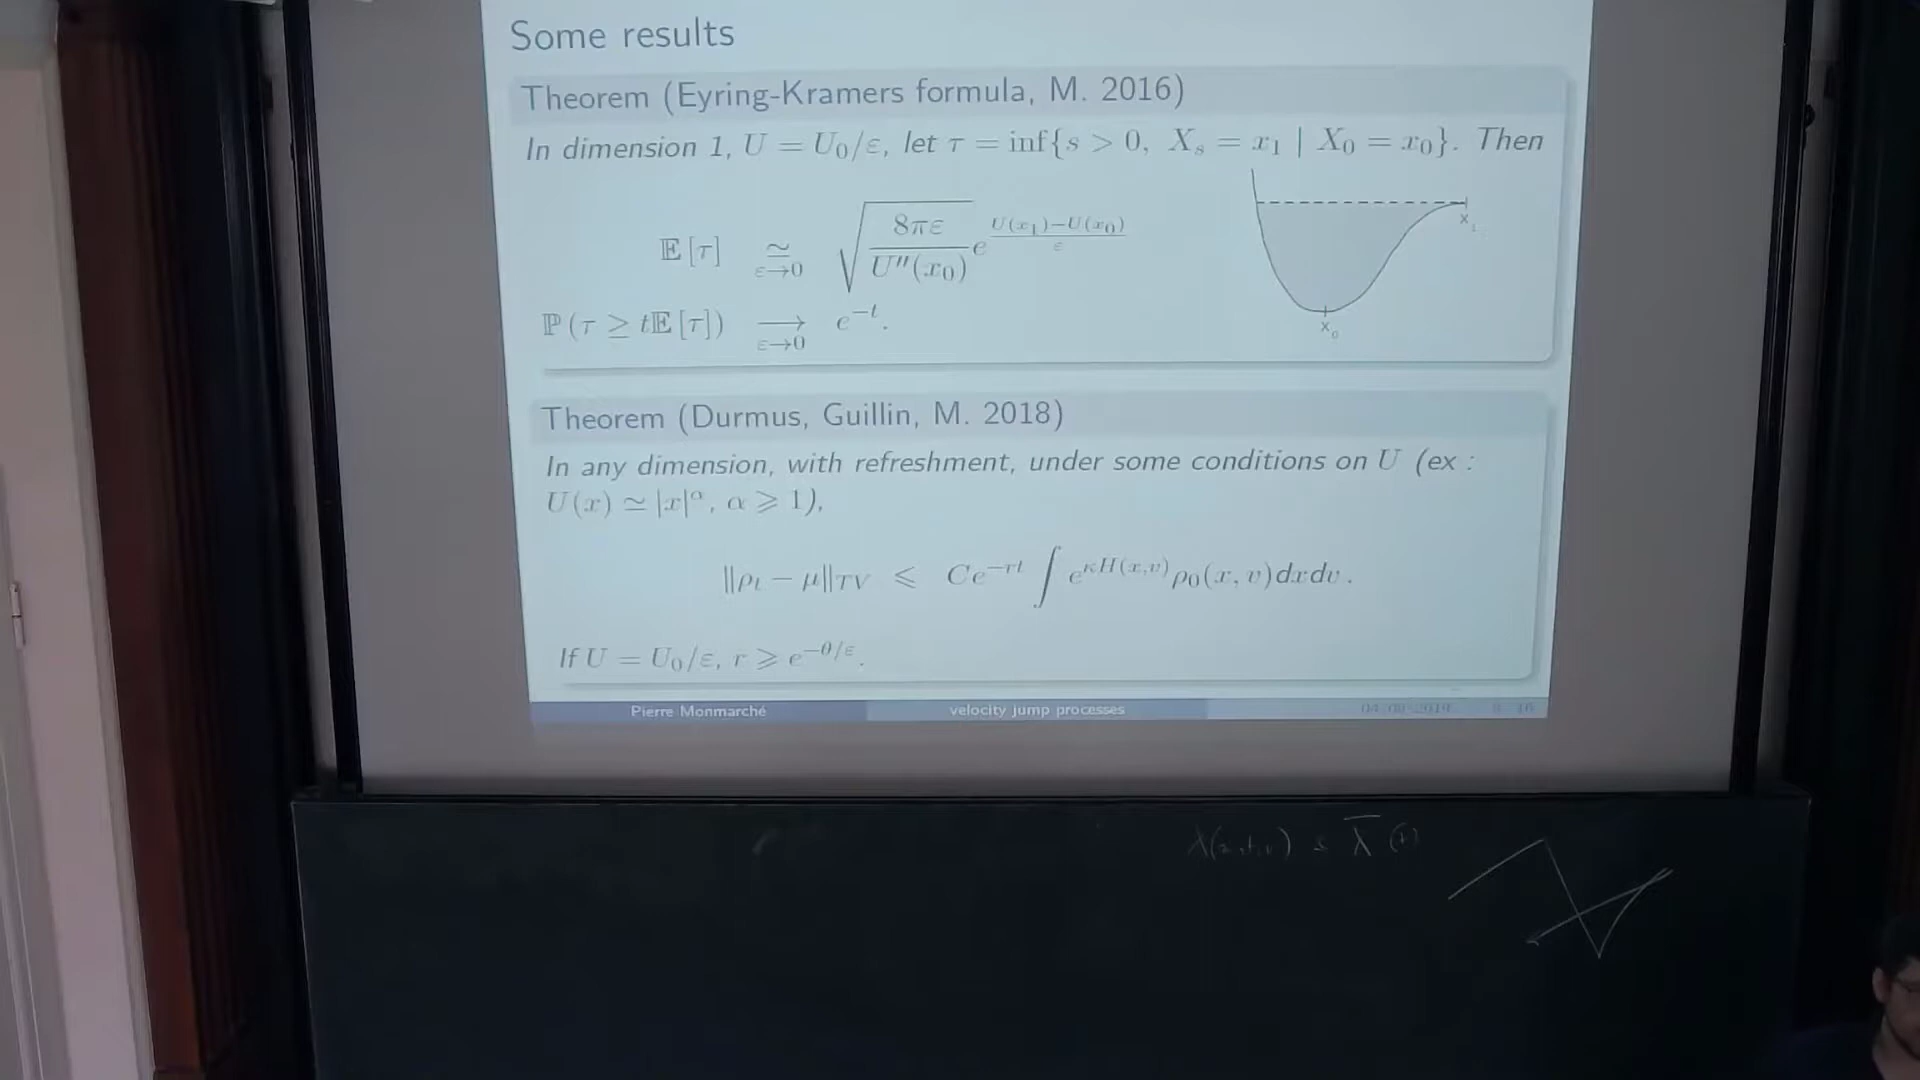 Some results
Theorem (Eyring-Kramers formula, M. 2016)
In dimension 1, U = U₀/ε, let τ = inf{s > 0, Xₛ = x₁ | X₀ = x₀}. Then
𝔼[τ] ≃_{ε→0} √(8πε / U″(x₀)) e^{(U(x₁)−U(x₀))/ε}
x₁
ℙ(τ ≥ t𝔼[τ]) ⟶_{ε→0} e^{−t}.
x₀
Theorem (Durmus, Guillin, M. 2018)
In any dimension, with refreshment, under some conditions on U (ex :
U(x) ≃ |x|^α, α ⩾ 1),
‖ρₜ − μ‖_{TV} ⩽ Ce^{−rt} ∫ e^{κH(x,v)} ρ₀(x, v)dxdv .
If U = U₀/ε, r ⩾ e^{−θ/ε}.
Pierre Monmarché velocity jump processes